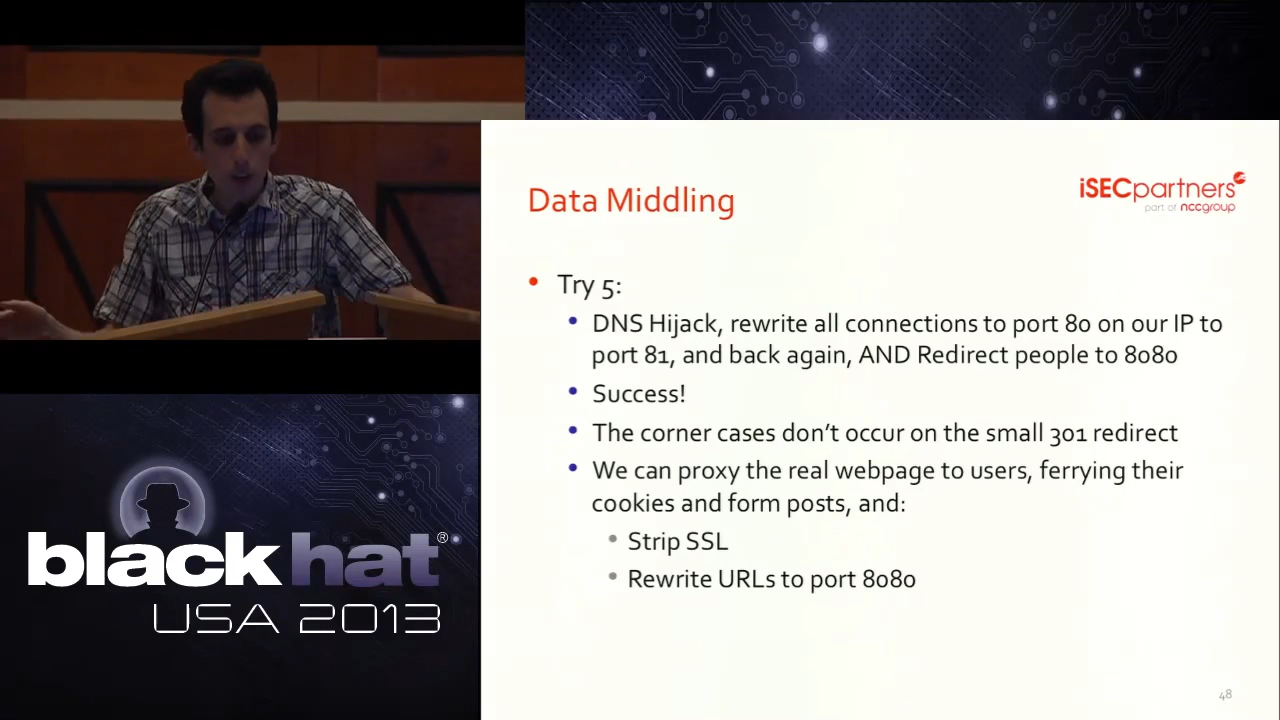 Data Middling
iSECpartners
part of nccgroup
• Try 5:
• DNS Hijack, rewrite all connections to port 80 on our IP to
port 81, and back again, AND Redirect people to 8080
• Success!
• The corner cases don’t occur on the small 301 redirect
• We can proxy the real webpage to users, ferrying their
cookies and form posts, and:
• Strip SSL
• Rewrite URLs to port 8080
48
black hat®
USA 2013